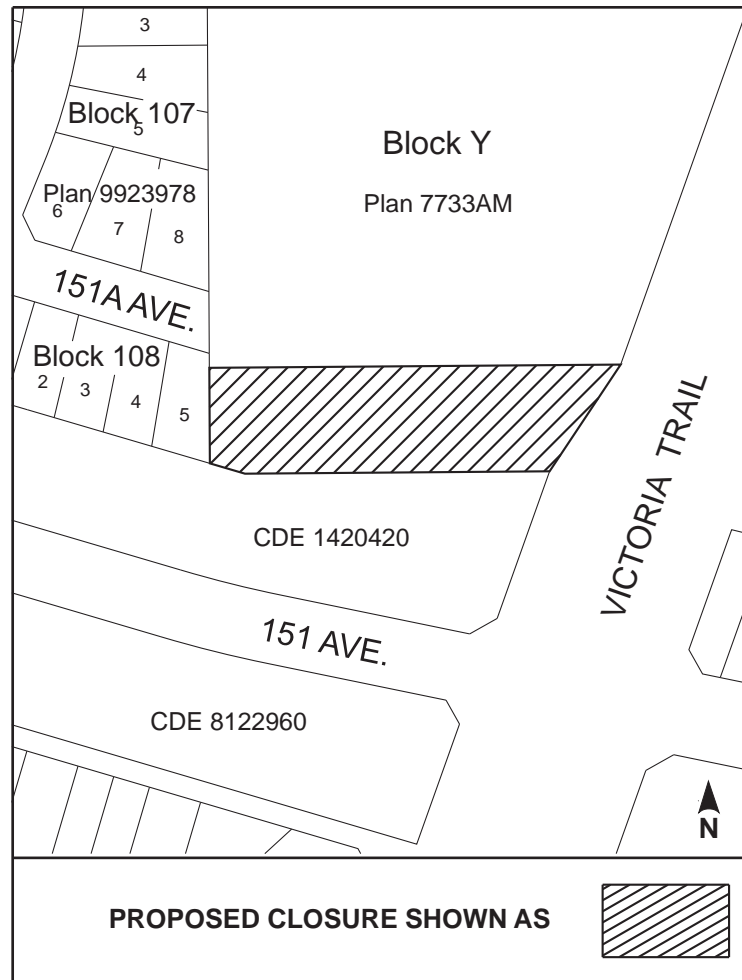 3
4
Block 107
5
Block Y
Plan 9923978
Plan 7733AM
6
7
8
151A AVE.
Block 108
2
3
4
5
VICTORIA TRAIL
CDE 1420420
151 AVE.
CDE 8122960
N
PROPOSED CLOSURE SHOWN AS